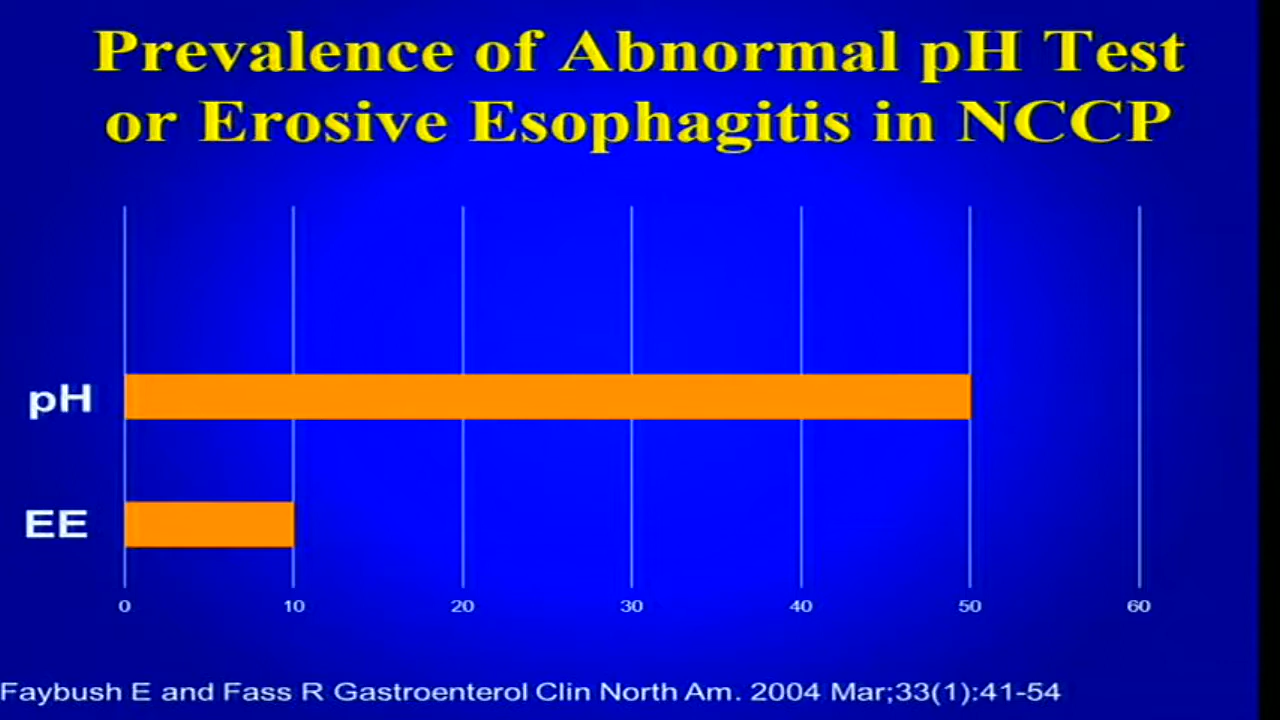 Prevalence of Abnormal pH Test
or Erosive Esophagitis in NCCP
pH
EE
0 10 20 30 40 50 60
Faybush E and Fass R Gastroenterol Clin North Am. 2004 Mar;33(1):41-54